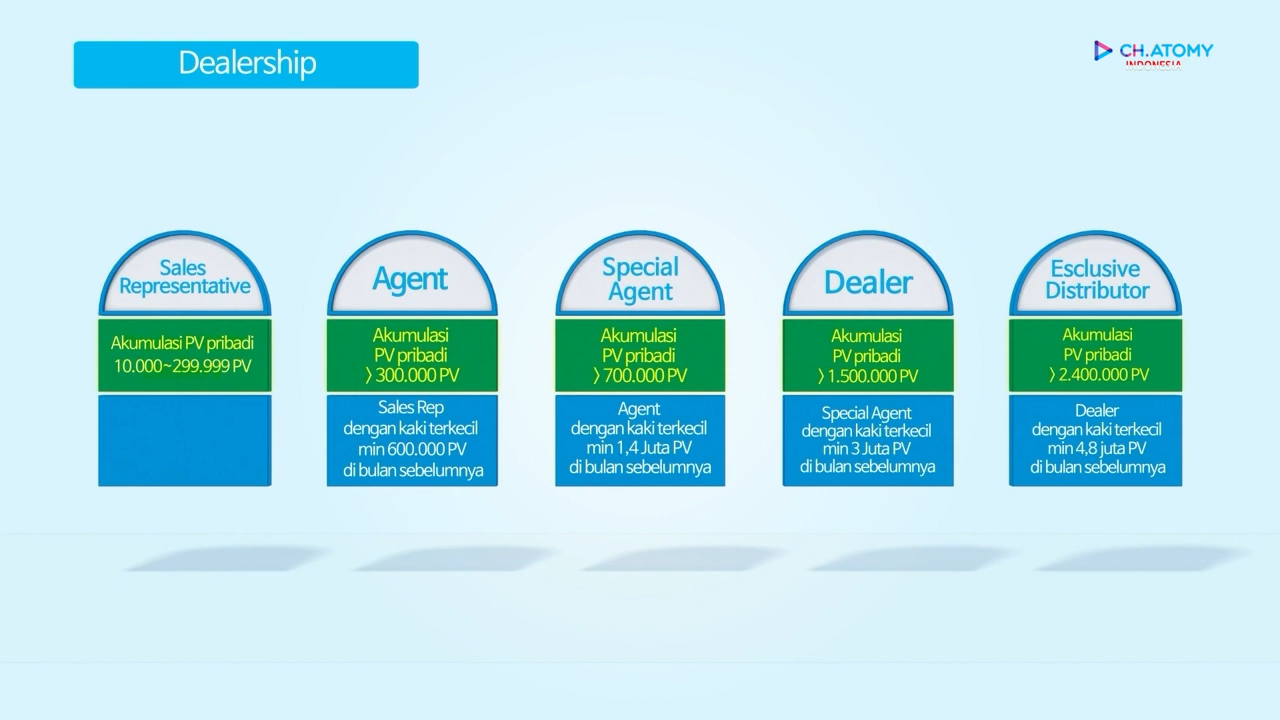 Dealership
CH.ATOMY
INDONESIA
Sales
Representative
Akumulasi PV pribadi
10.000~299.999 PV
Agent
Akumulasi
PV pribadi
〉300.000 PV
Sales Rep
dengan kaki terkecil
min 600.000 PV
di bulan sebelumnya
Special
Agent
Akumulasi
PV pribadi
〉700.000 PV
Agent
dengan kaki terkecil
min 1,4 Juta PV
di bulan sebelumnya
Dealer
Akumulasi
PV pribadi
〉1.500.000 PV
Special Agent
dengan kaki terkecil
min 3 Juta PV
di bulan sebelumnya
Esclusive
Distributor
Akumulasi
PV pribadi
〉2.400.000 PV
Dealer
dengan kaki terkecil
min 4,8 juta PV
di bulan sebelumnya